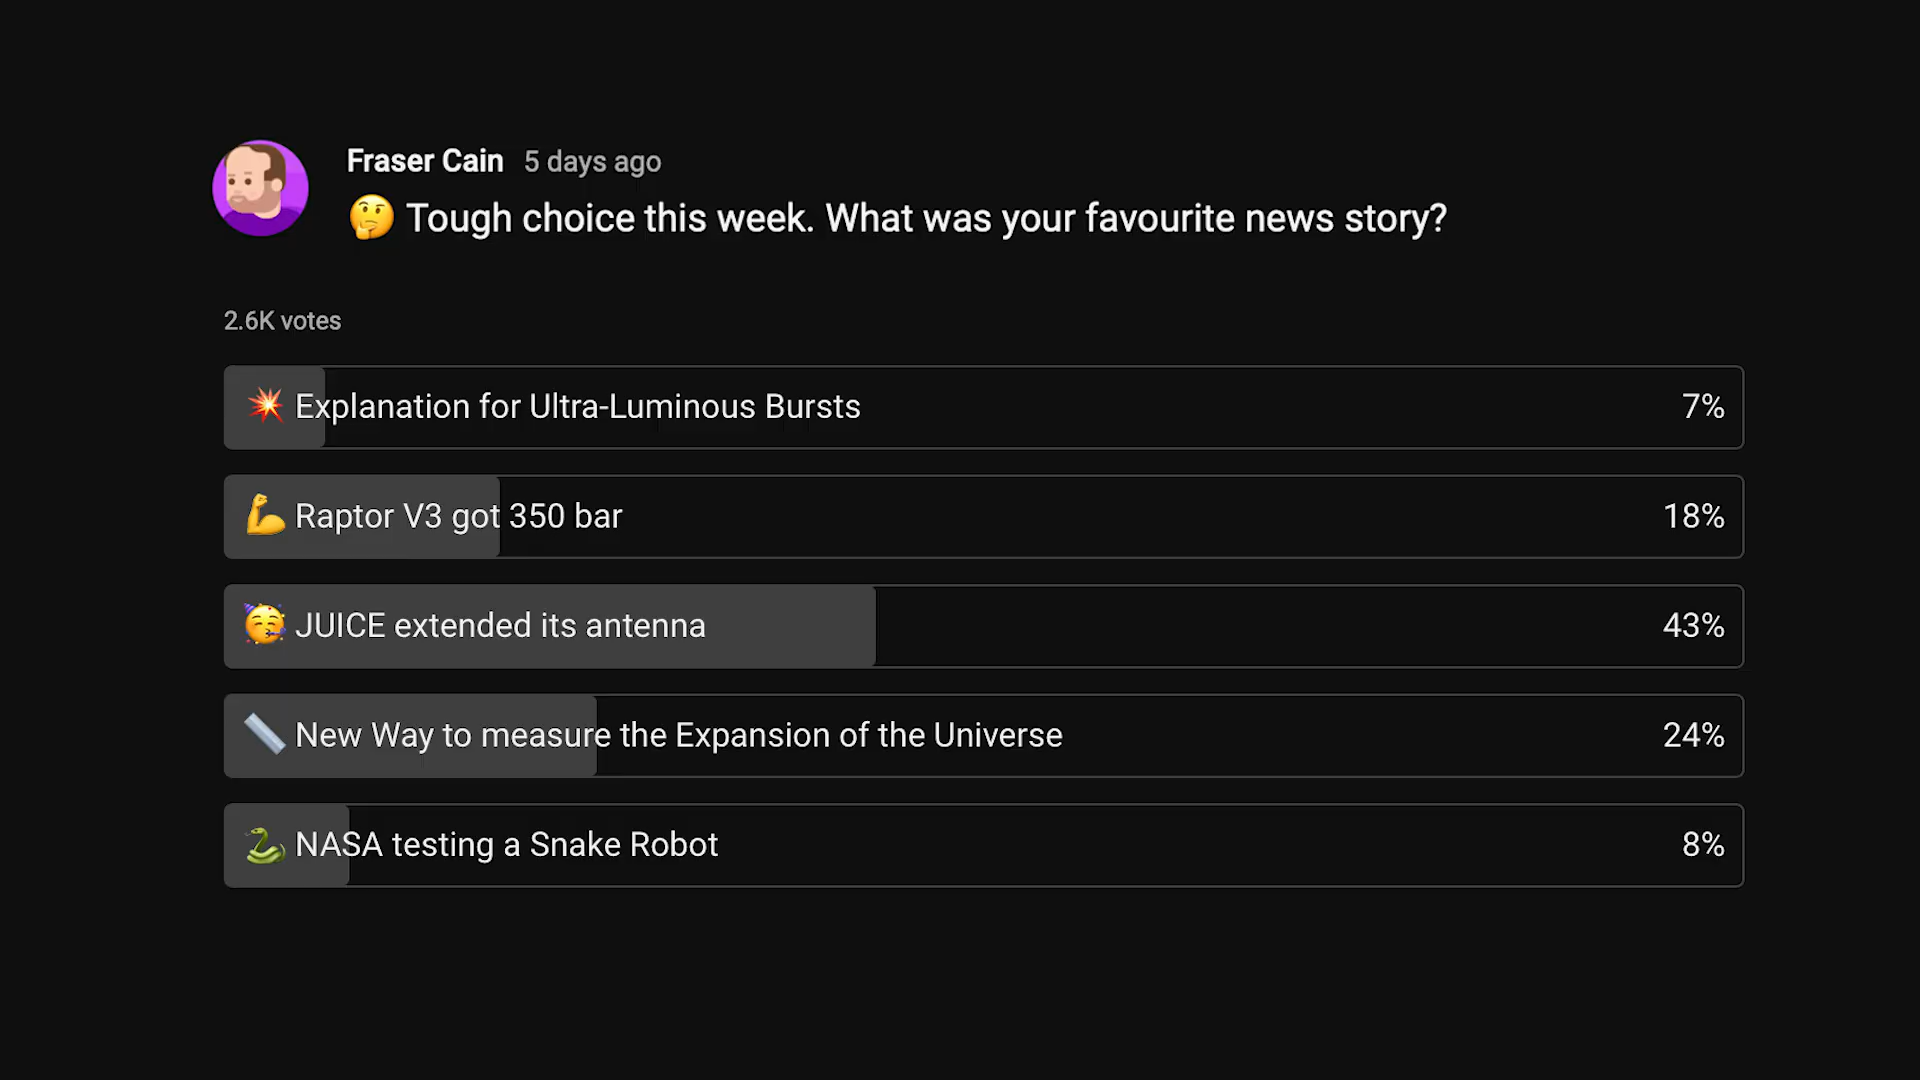 Fraser Cain 5 days ago
🤔 Tough choice this week. What was your favourite news story?
2.6K votes
💥 Explanation for Ultra-Luminous Bursts 7%
💪 Raptor V3 got 350 bar 18%
🥳 JUICE extended its antenna 43%
📏 New Way to measure the Expansion of the Universe 24%
🐍 NASA testing a Snake Robot 8%